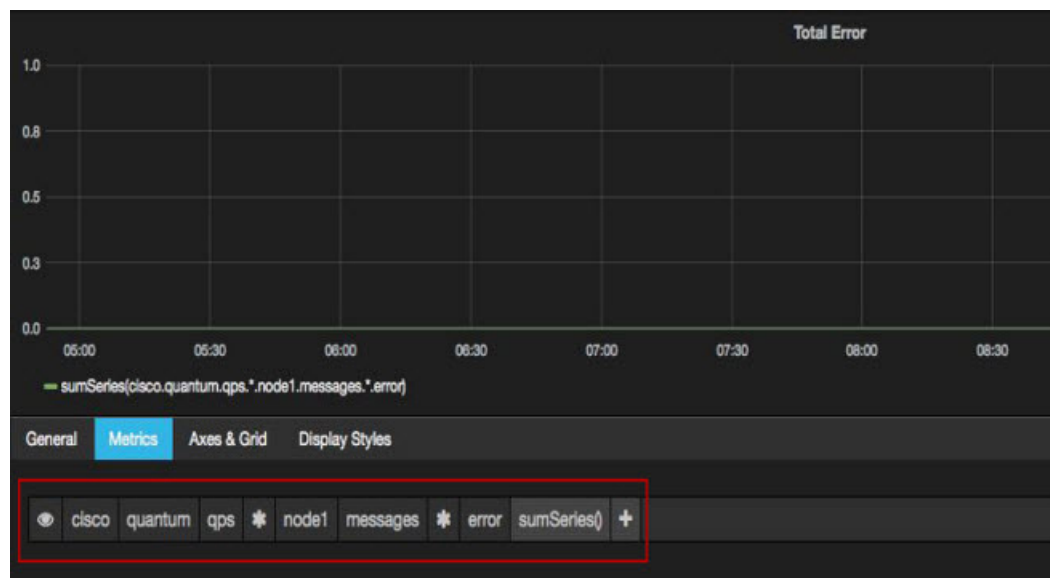 Total Error
1.0
0.8
0.5
0.3
0.0
05:00 05:30 06:00 06:30 07:00 07:30 08:00 08:30
sumSeries(cisco.quantum.qps.*.node1.messages.*.error)
General Metrics Axes & Grid Display Styles
cisco quantum qps * node1 messages * error sumSeries() +